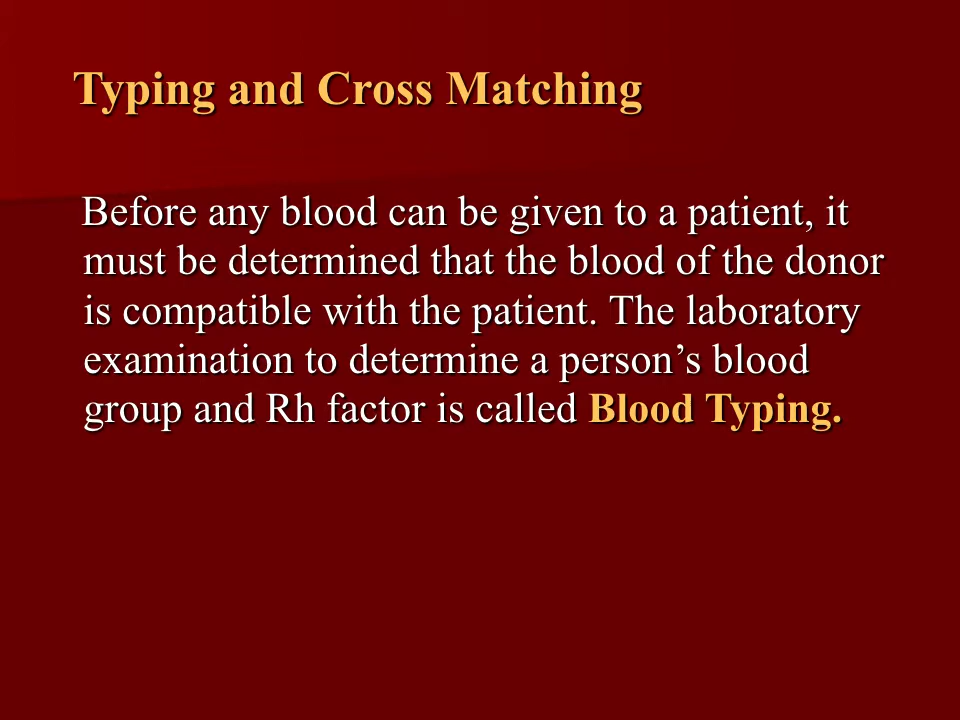 Typing and Cross Matching
Before any blood can be given to a patient, it
must be determined that the blood of the donor
is compatible with the patient. The laboratory
examination to determine a person’s blood
group and Rh factor is called Blood Typing.